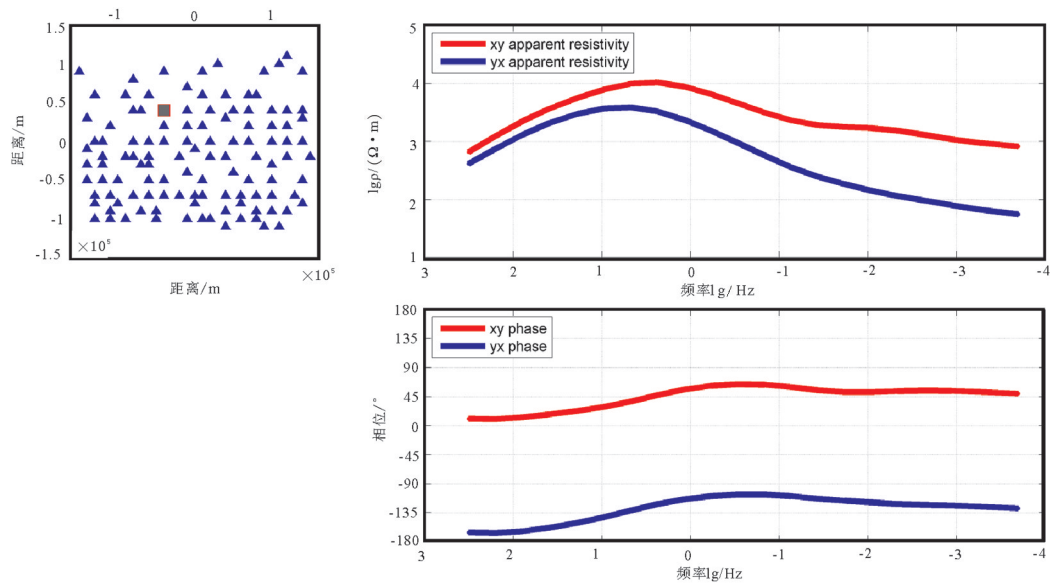 -1 0 1
1.5
1
0.5
0
-0.5
-1
-1.5
距离/m
×10⁵
×10⁵
距离/m
5
4
3
2
1
lgρ/(Ω•m)
xy apparent resistivity
yx apparent resistivity
3 2 1 0 -1 -2 -3 -4
频率lg/Hz
180
135
90
45
0
-45
-90
-135
-180
相位/°
xy phase
yx phase
3 2 1 0 -1 -2 -3 -4
频率lg/Hz